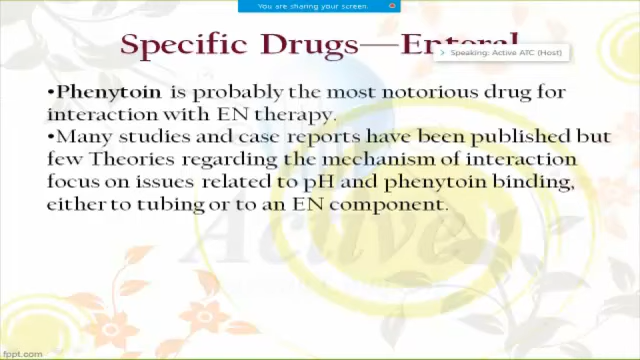 You are sharing your screen.
Specific Drugs—Enteral
Speaking: Active ATC (Host)
•Phenytoin is probably the most notorious drug for
interaction with EN therapy.
•Many studies and case reports have been published but
few Theories regarding the mechanism of interaction
focus on issues related to pH and phenytoin binding,
either to tubing or to an EN component.
Active
fppt.com